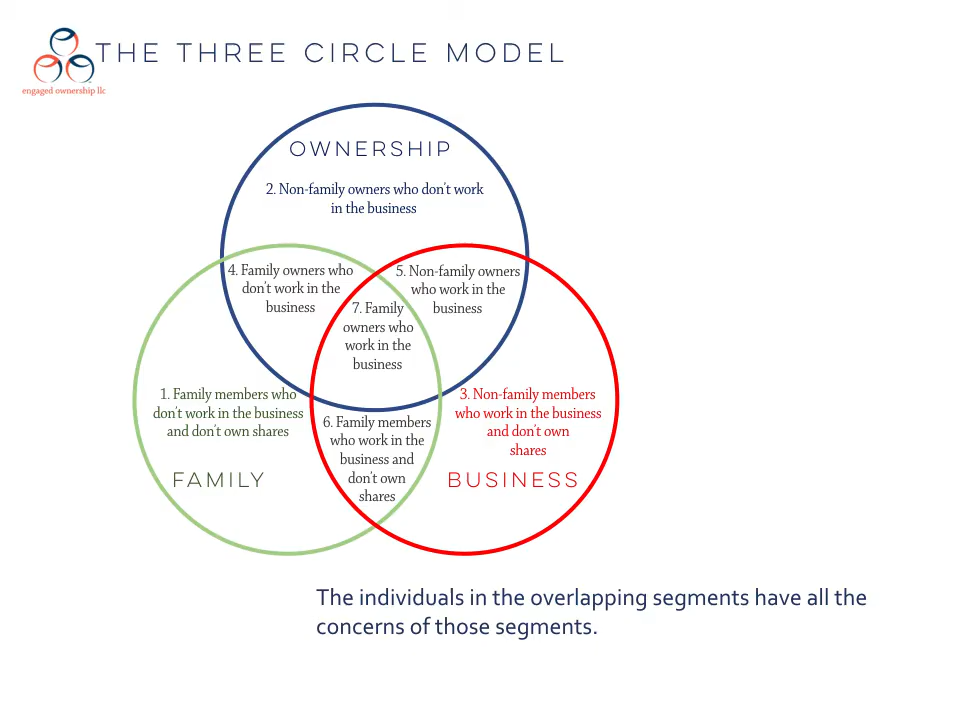 THE THREE CIRCLE MODEL
engaged ownership llc
OWNERSHIP
2. Non-family owners who don't work
in the business
4. Family owners who
don't work in the
business
5. Non-family owners
who work in the
business
7. Family
owners who
work in the
business
1. Family members who
don't work in the business
and don't own shares
3. Non-family members
who work in the business
and don't own
shares
6. Family members
who work in the
business and
don't own
shares
FAMILY
BUSINESS
The individuals in the overlapping segments have all the
concerns of those segments.